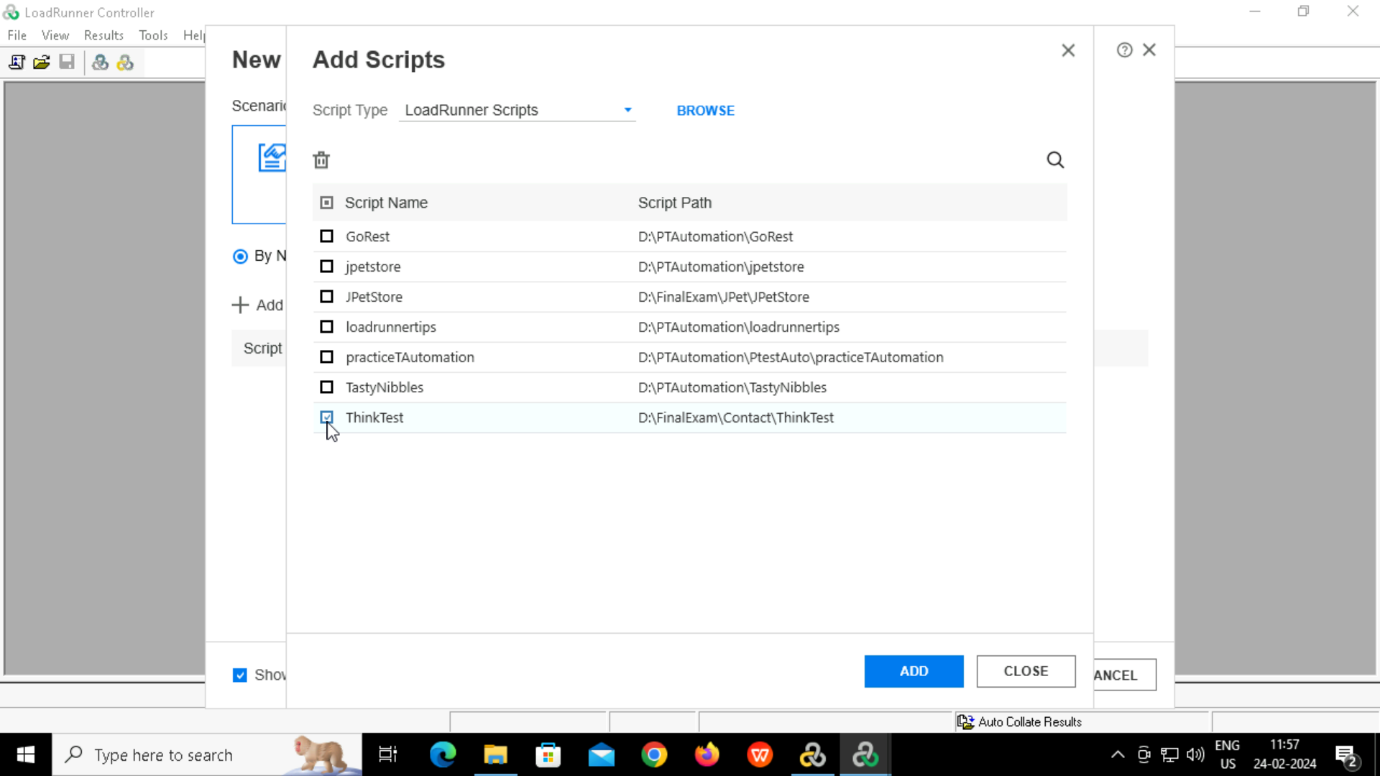 LoadRunner Controller
File View Results Tools Help
New
Add Scripts
Scenario
Script Type LoadRunner Scripts BROWSE
Script Name Script Path
GoRest D:\PTAutomation\GoRest
By N
jpetstore D:\PTAutomation\jpetstore
JPetStore D:\FinalExam\JPet\JPetStore
Add
loadrunnertips D:\PTAutomation\loadrunnertips
Script
practiceTAutomation D:\PTAutomation\PtestAuto\practiceTAutomation
TastyNibbles D:\PTAutomation\TastyNibbles
ThinkTest D:\FinalExam\Contact\ThinkTest
Show
ADD CLOSE ANCEL
Auto Collate Results
Type here to search
ENG 11:57
US 24-02-2024 2